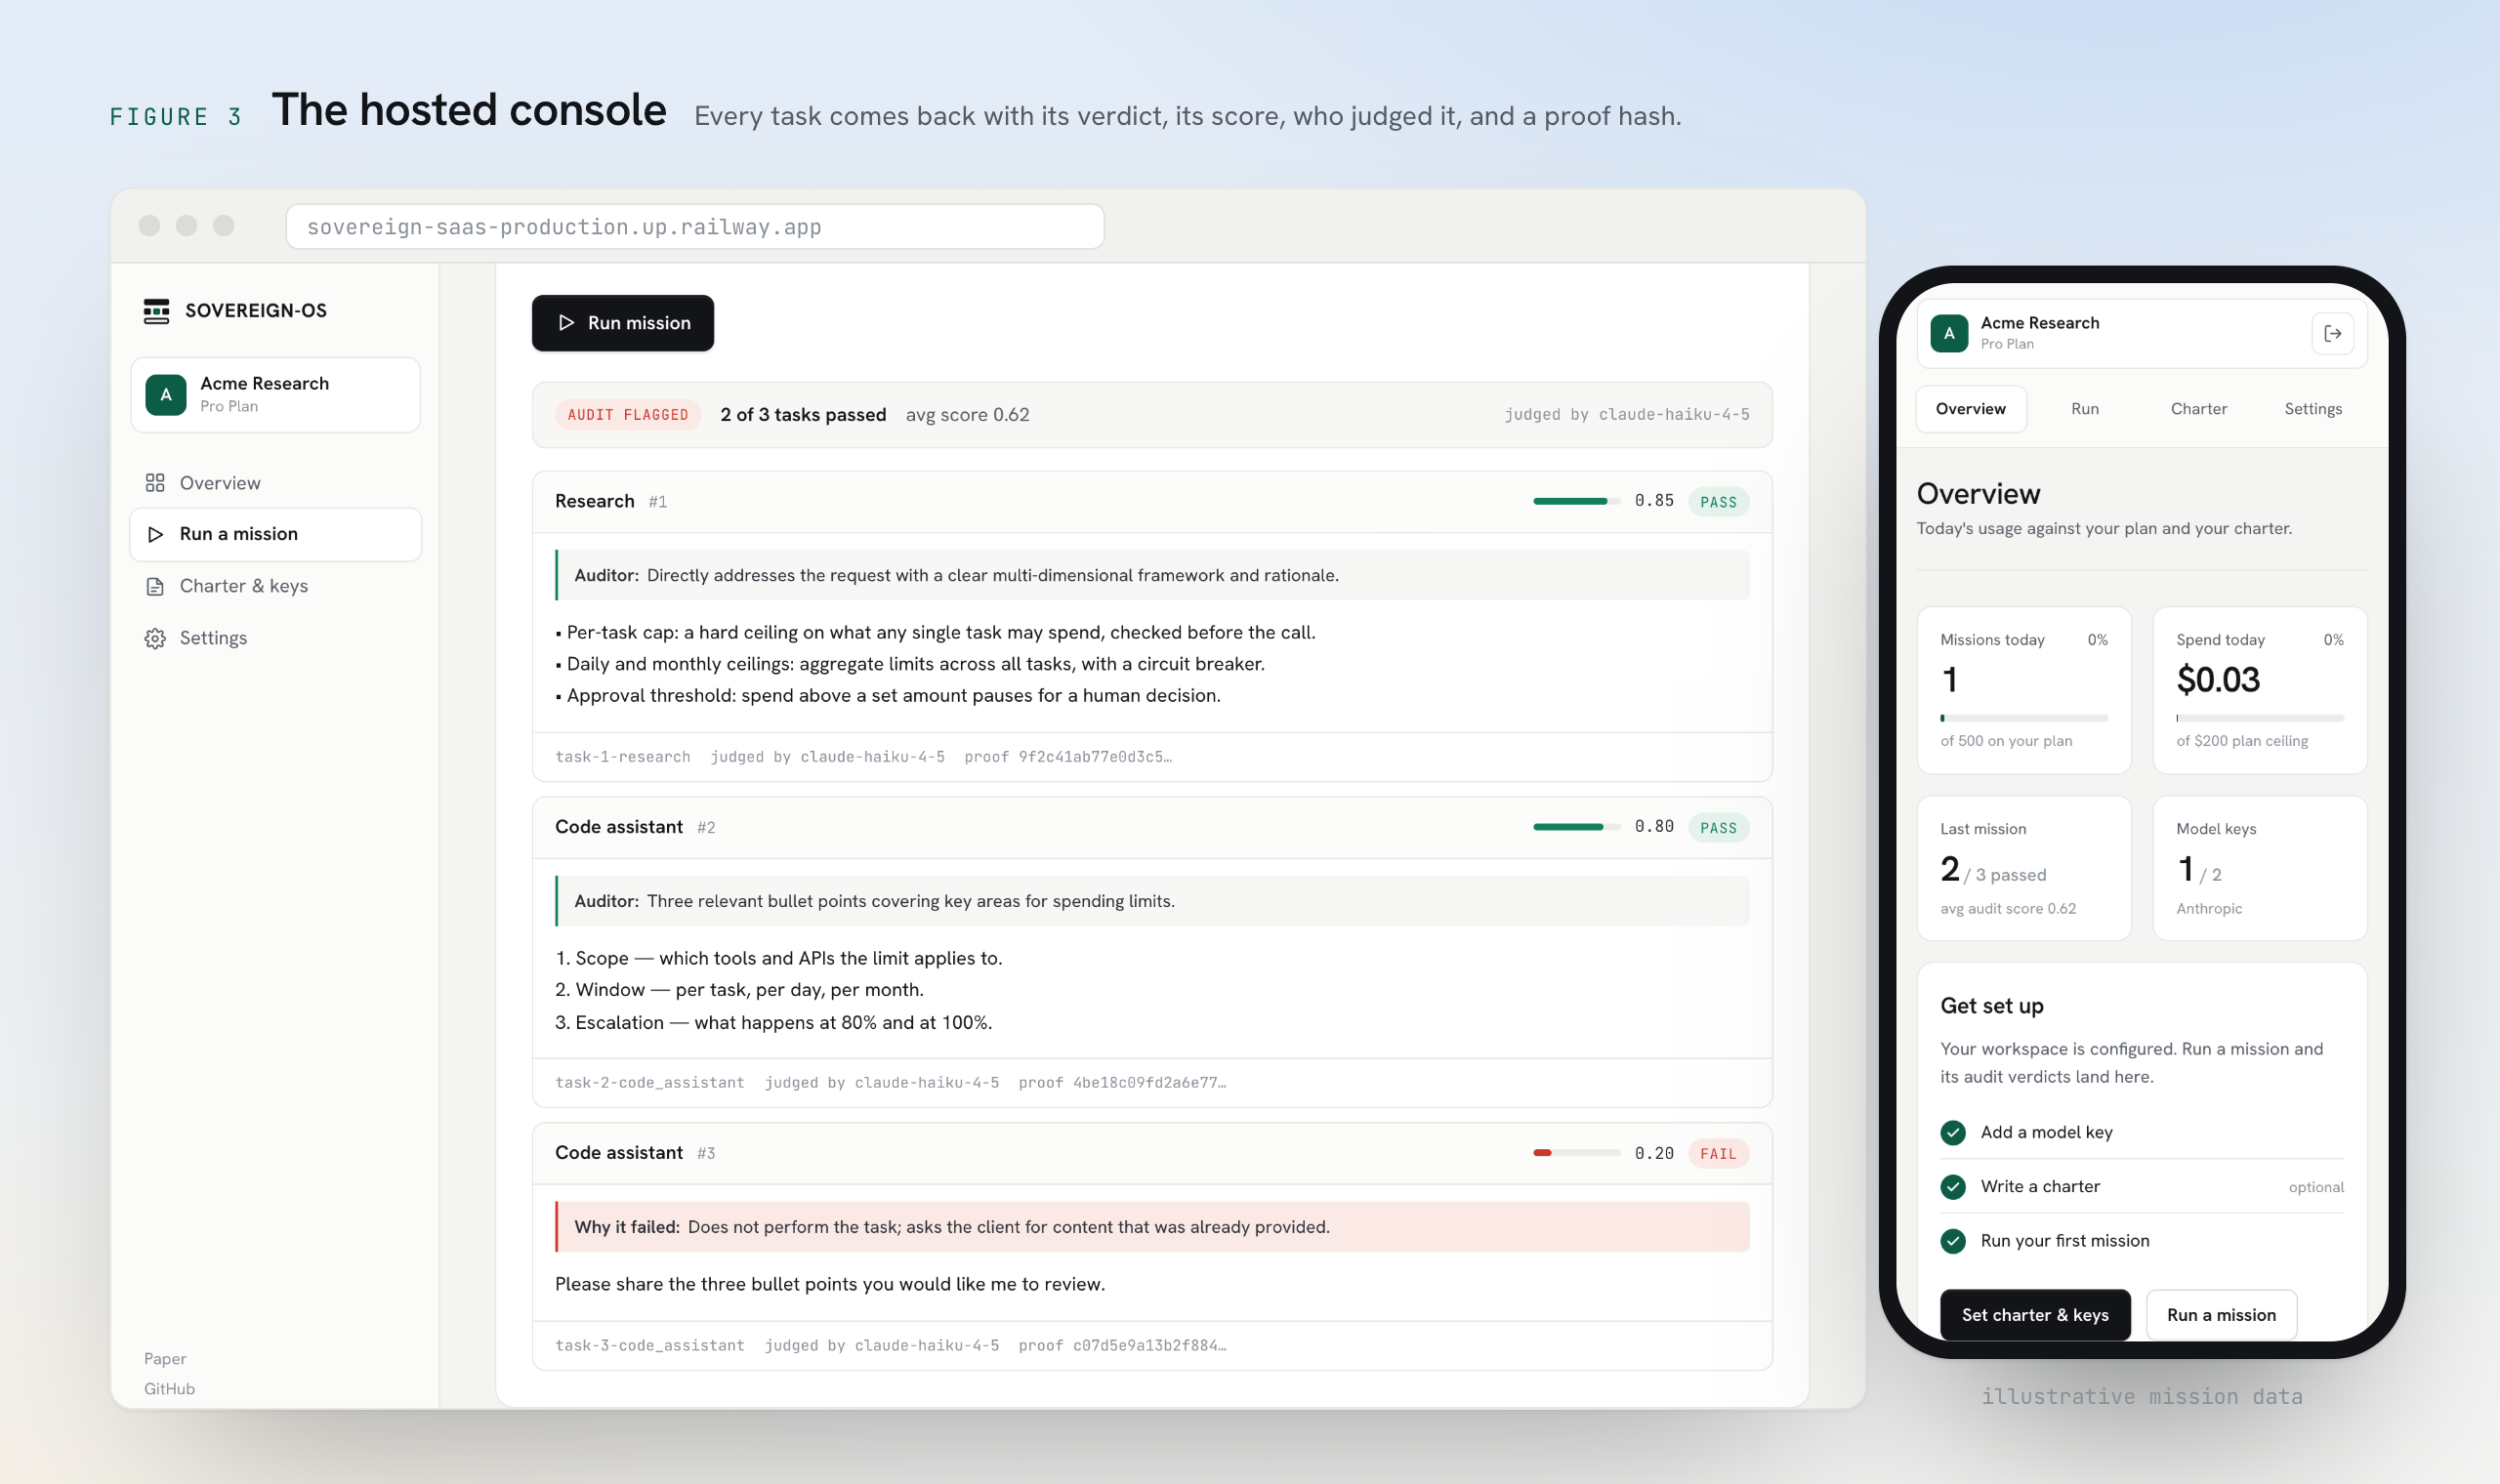 FIGURE 3 The hosted console Every task comes back with its verdict, its score, who judged it, and a proof hash.
sovereign-saas-production.up.railway.app
SOVEREIGN-OS
A
Acme Research
Pro Plan
Overview
Run a mission
Charter & keys
Settings
Paper
GitHub
Run mission
AUDIT FLAGGED 2 of 3 tasks passed avg score 0.62 judged by claude-haiku-4-5
Research #1 0.85 PASS
Auditor: Directly addresses the request with a clear multi-dimensional framework and rationale.
▪ Per-task cap: a hard ceiling on what any single task may spend, checked before the call.
▪ Daily and monthly ceilings: aggregate limits across all tasks, with a circuit breaker.
▪ Approval threshold: spend above a set amount pauses for a human decision.
task-1-research judged by claude-haiku-4-5 proof 9f2c41ab77e0d3c5…
Code assistant #2 0.80 PASS
Auditor: Three relevant bullet points covering key areas for spending limits.
1. Scope — which tools and APIs the limit applies to.
2. Window — per task, per day, per month.
3. Escalation — what happens at 80% and at 100%.
task-2-code_assistant judged by claude-haiku-4-5 proof 4be18c09fd2a6e77…
Code assistant #3 0.20 FAIL
Why it failed: Does not perform the task; asks the client for content that was already provided.
Please share the three bullet points you would like me to review.
task-3-code_assistant judged by claude-haiku-4-5 proof c07d5e9a13b2f884…
A
Acme Research
Pro Plan
Overview Run Charter Settings
Overview
Today's usage against your plan and your charter.
Missions today 0%
1
of 500 on your plan
Spend today 0%
$0.03
of $200 plan ceiling
Last mission
2 / 3 passed
avg audit score 0.62
Model keys
1 / 2
Anthropic
Get set up
Your workspace is configured. Run a mission and
its audit verdicts land here.
Add a model key
Write a charter optional
Run your first mission
Set charter & keys Run a mission
illustrative mission data